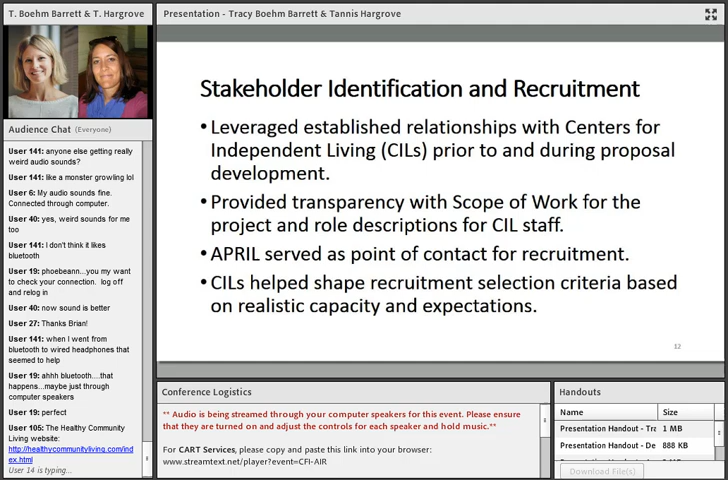 T. Boehm Barrett & T. Hargrove
Presentation - Tracy Boehm Barrett & Tannis Hargrove
Audience Chat (Everyone)
User 141: anyone else getting really
weird audio sounds?
User 141: like a monster growling lol
User 6: My audio sounds fine.
Connected through computer.
User 40: yes, weird sounds for me
too
User 141: I don't think it likes
bluetooth
User 19: phoebeann...you my want
to check your connection. log off
and relog in
User 40: now sound is better
User 27: Thanks Brian!
User 141: when I went from
bluetooth to wired headphones that
seemed to help
User 19: ahhh bluetooth....that
happens...maybe just through
computer speakers
User 19: perfect
User 105: The Healthy Community
Living website:
http://healthycommunityliving.com/ind
ex.html
User 14 is typing...
Stakeholder Identification and Recruitment
• Leveraged established relationships with Centers for
Independent Living (CILs) prior to and during proposal
development.
• Provided transparency with Scope of Work for the
project and role descriptions for CIL staff.
• APRIL served as point of contact for recruitment.
• CILs helped shape recruitment selection criteria based
on realistic capacity and expectations.
12
Conference Logistics
** Audio is being streamed through your computer speakers for this event. Please ensure
that they are turned on and adjust the controls for each speaker and hold music.**
For CART Services, please copy and paste this link into your browser:
www.streamtext.net/player?event=CFI-AIR
Handouts
Name Size
Presentation Handout - Tra 1 MB
Presentation Handout - De 888 KB
Download File(s)